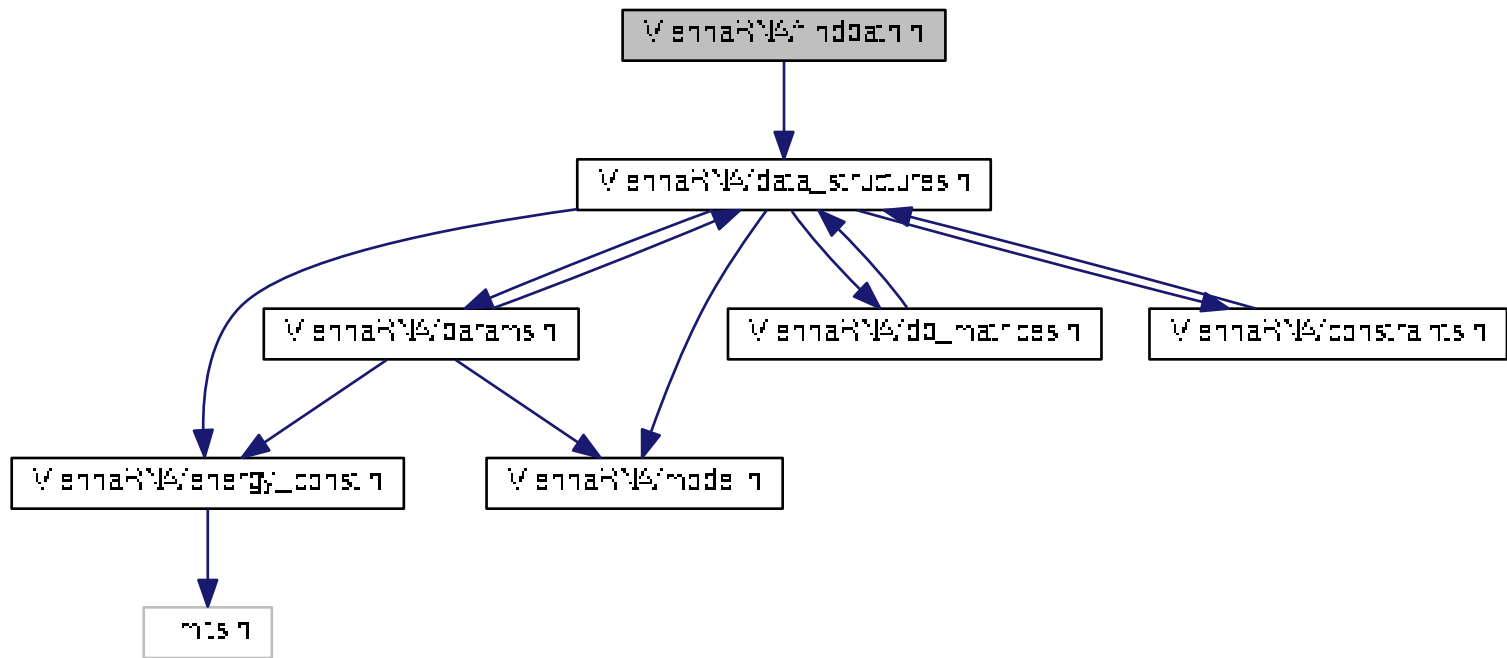 ViennaRNA/findpath.h
ViennaRNA/data_structures.h
ViennaRNA/params.h
ViennaRNA/dp_matrices.h
ViennaRNA/constraints.h
ViennaRNA/energy_const.h
ViennaRNA/model.h
limits.h